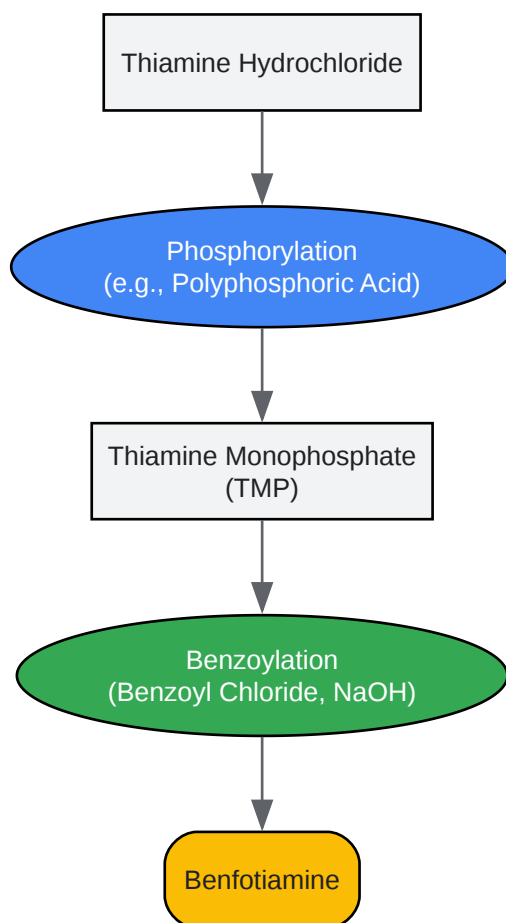 Thiamine Hydrochloride
Phosphorylation
(e.g., Polyphosphoric Acid)
Thiamine Monophosphate
(TMP)
Benzoylation
(Benzoyl Chloride, NaOH)
Benfotiamine